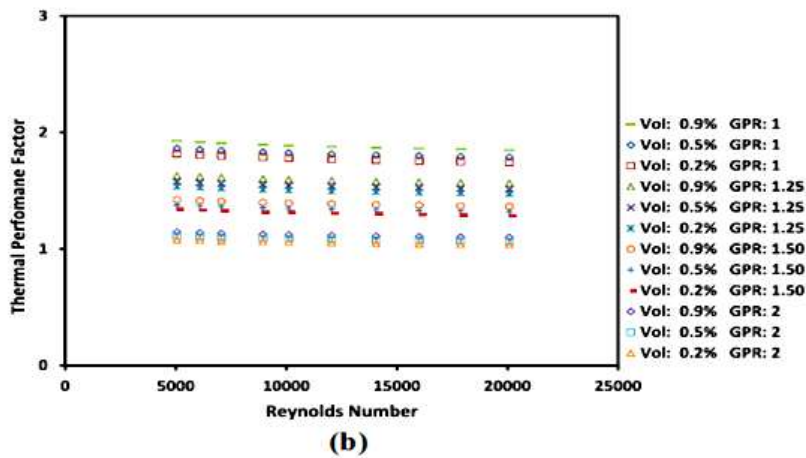 3
2
1
0
Thermal Perfomane Factor
0 5000 10000 15000 20000 25000
Reynolds Number
Vol: 0.9% GPR: 1
Vol: 0.5% GPR: 1
Vol: 0.2% GPR: 1
Vol: 0.9% GPR: 1.25
Vol: 0.5% GPR: 1.25
Vol: 0.2% GPR: 1.25
Vol: 0.9% GPR: 1.50
Vol: 0.5% GPR: 1.50
Vol: 0.2% GPR: 1.50
Vol: 0.9% GPR: 2
Vol: 0.5% GPR: 2
Vol: 0.2% GPR: 2
(b)